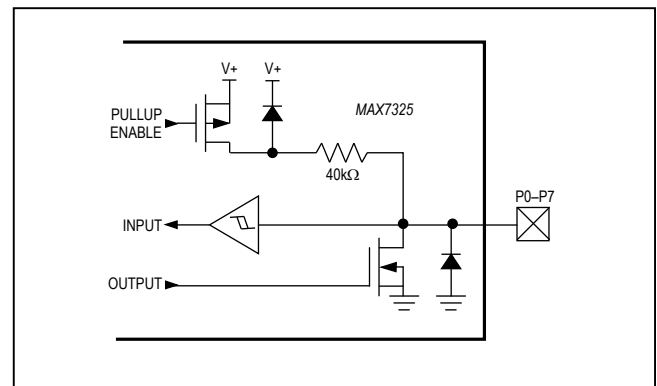 V+ V+
MAX7325
PULLUP
ENABLE
40kΩ
P0–P7
INPUT
OUTPUT